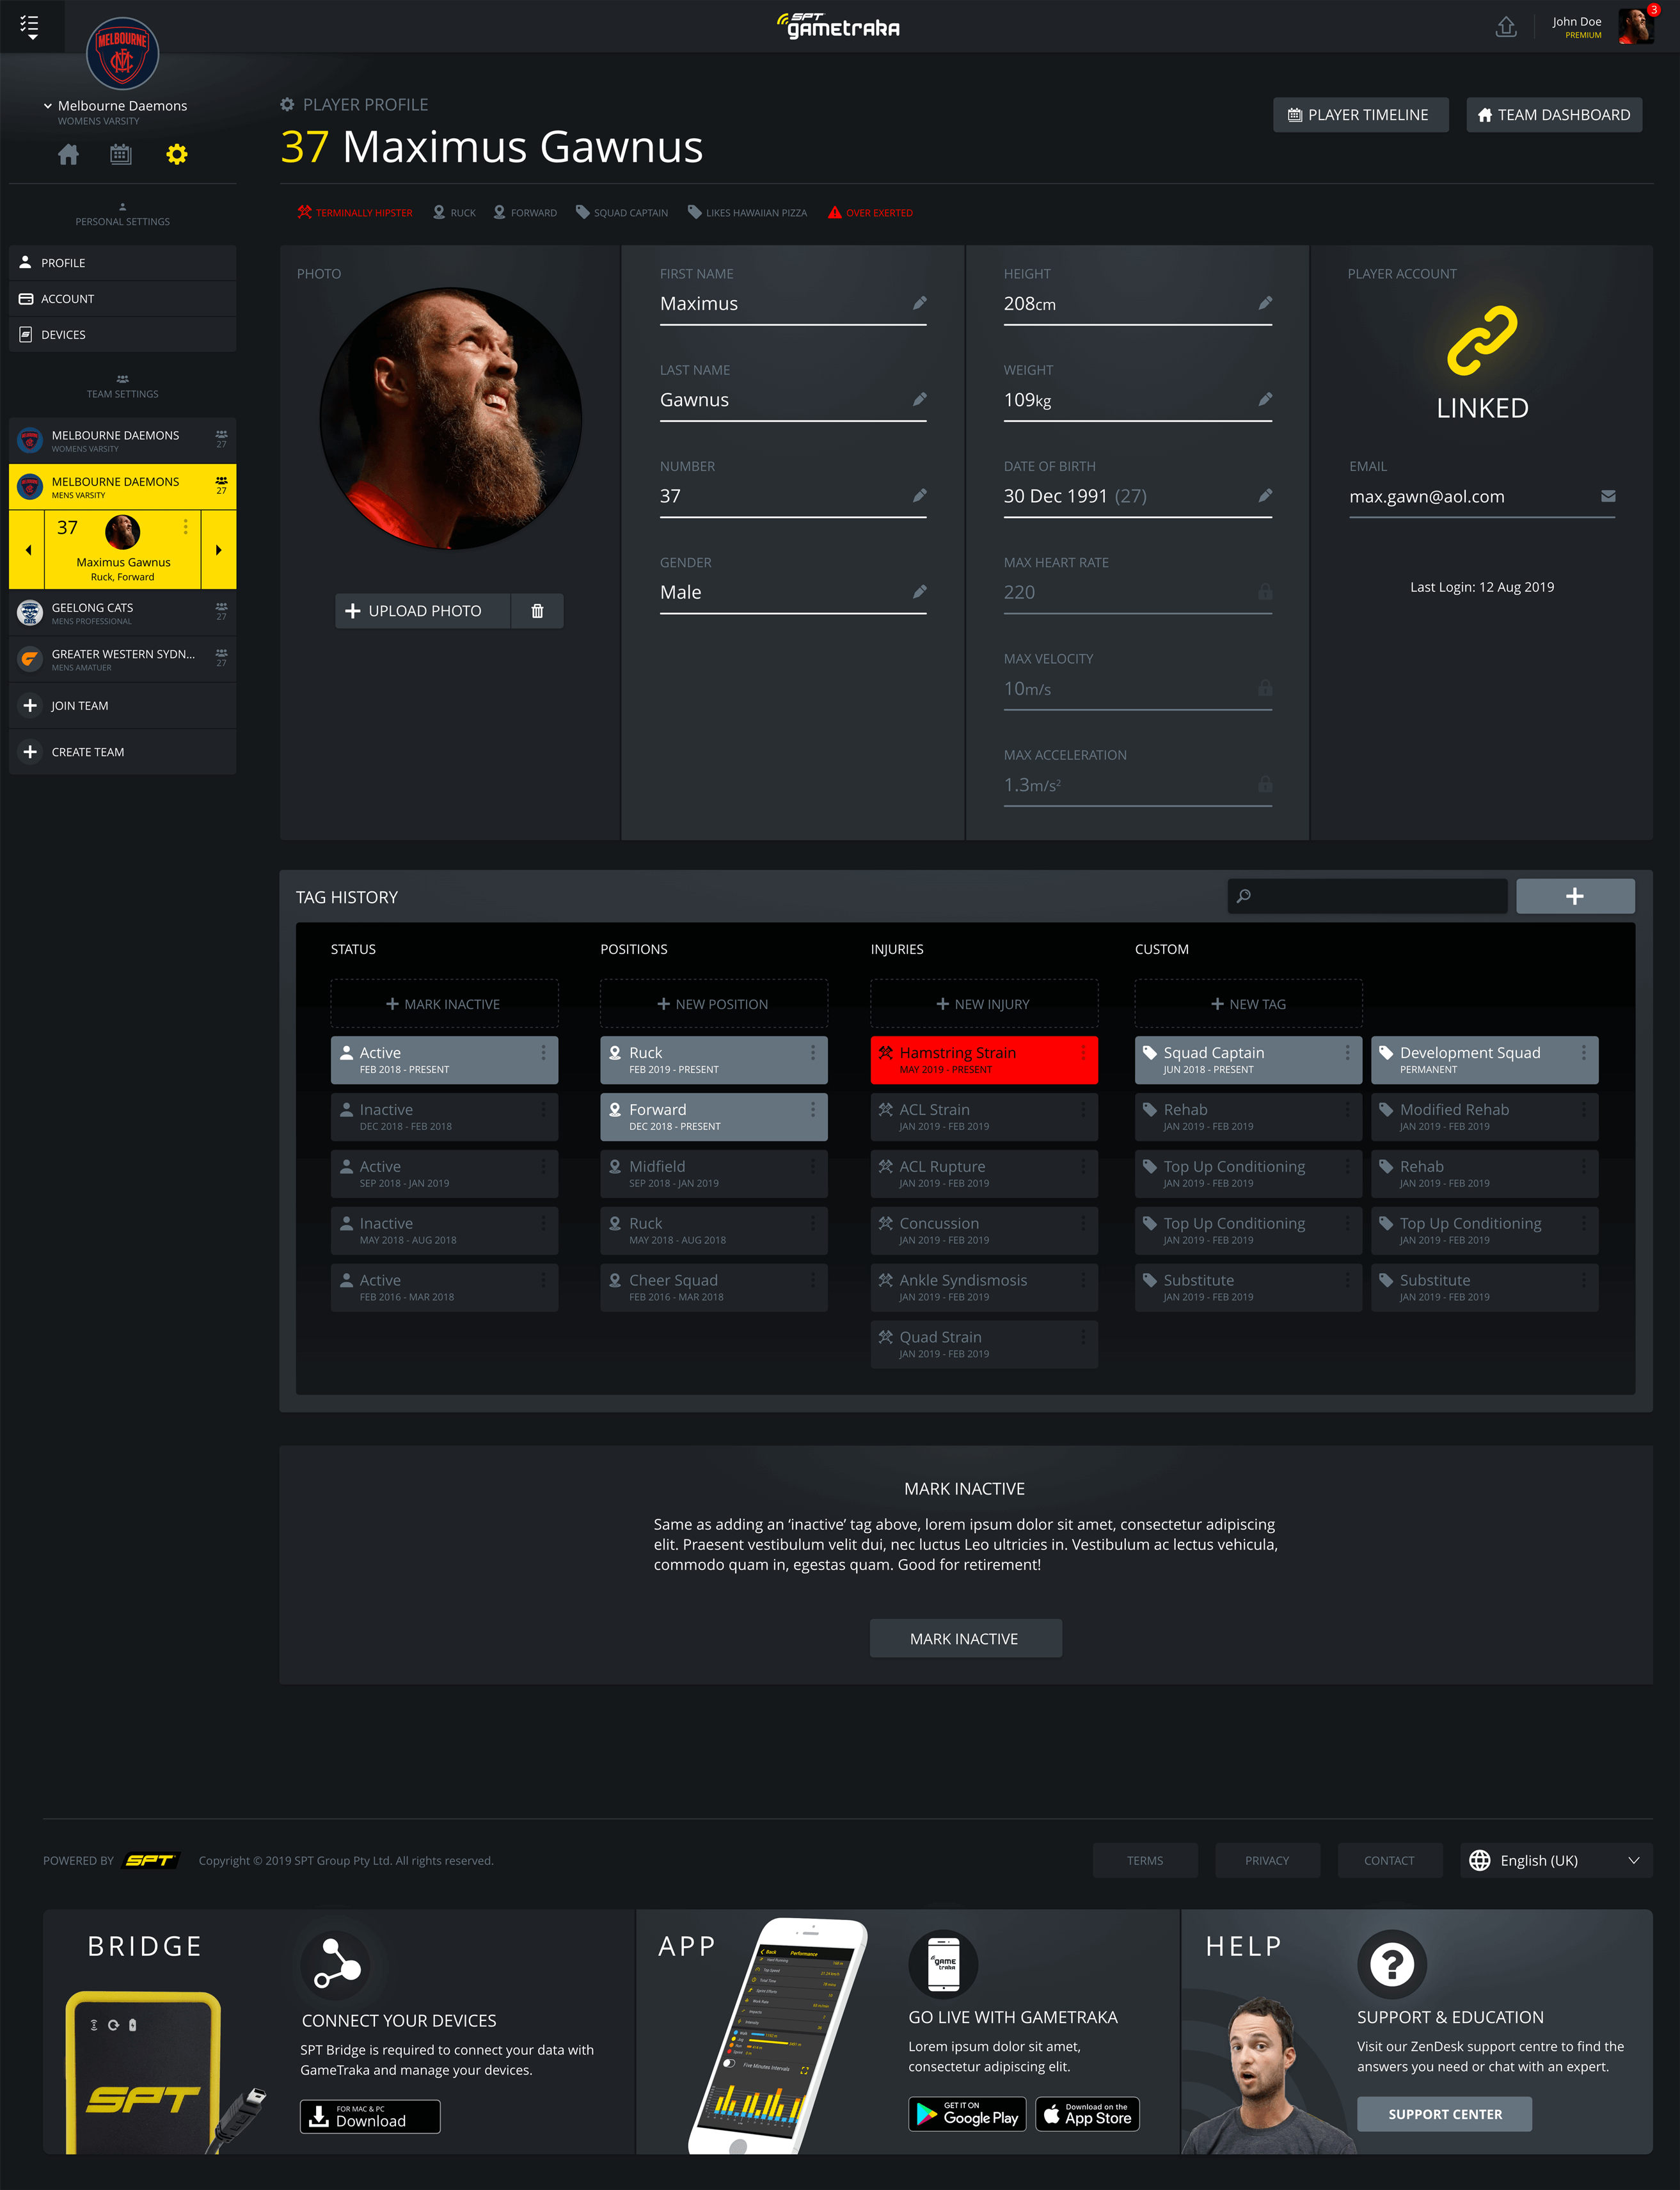 MELBOURNE
SPT
gametraka
John Doe
PREMIUM
3
Melbourne Daemons
WOMENS VARSITY
PERSONAL SETTINGS
PROFILE
ACCOUNT
DEVICES
TEAM SETTINGS
MELBOURNE DAEMONS
WOMENS VARSITY
27
MELBOURNE DAEMONS
MENS VARSITY
27
37
Maximus Gawnus
Ruck, Forward
GEELONG CATS
MENS PROFESSIONAL
27
GREATER WESTERN SYDN...
MENS AMATUER
27
JOIN TEAM
CREATE TEAM
PLAYER PROFILE
37 Maximus Gawnus
PLAYER TIMELINE
TEAM DASHBOARD
TERMINALLY HIPSTER
RUCK
FORWARD
SQUAD CAPTAIN
LIKES HAWAIIAN PIZZA
OVER EXERTED
PHOTO
UPLOAD PHOTO
FIRST NAME
Maximus
LAST NAME
Gawnus
NUMBER
37
GENDER
Male
HEIGHT
208cm
WEIGHT
109kg
DATE OF BIRTH
30 Dec 1991 (27)
MAX HEART RATE
220
MAX VELOCITY
10m/s
MAX ACCELERATION
1.3m/s²
PLAYER ACCOUNT
LINKED
EMAIL
max.gawn@aol.com
Last Login: 12 Aug 2019
TAG HISTORY
STATUS
MARK INACTIVE
Active
FEB 2018 - PRESENT
Inactive
DEC 2018 - FEB 2018
Active
SEP 2018 - JAN 2019
Inactive
MAY 2018 - AUG 2018
Active
FEB 2016 - MAR 2018
POSITIONS
NEW POSITION
Ruck
FEB 2019 - PRESENT
Forward
DEC 2018 - PRESENT
Midfield
SEP 2018 - JAN 2019
Ruck
MAY 2018 - AUG 2018
Cheer Squad
FEB 2016 - MAR 2018
INJURIES
NEW INJURY
Hamstring Strain
MAY 2019 - PRESENT
ACL Strain
JAN 2019 - FEB 2019
ACL Rupture
JAN 2019 - FEB 2019
Concussion
JAN 2019 - FEB 2019
Ankle Syndismosis
JAN 2019 - FEB 2019
Quad Strain
JAN 2019 - FEB 2019
CUSTOM
NEW TAG
Squad Captain
JUN 2018 - PRESENT
Rehab
JAN 2019 - FEB 2019
Top Up Conditioning
JAN 2019 - FEB 2019
Top Up Conditioning
JAN 2019 - FEB 2019
Substitute
JAN 2019 - FEB 2019
Development Squad
PERMANENT
Modified Rehab
JAN 2019 - FEB 2019
Rehab
JAN 2019 - FEB 2019
Top Up Conditioning
JAN 2019 - FEB 2019
Substitute
JAN 2019 - FEB 2019
MARK INACTIVE
Same as adding an ‘inactive’ tag above, lorem ipsum dolor sit amet, consectetur adipiscing
elit. Praesent vestibulum velit dui, nec luctus Leo ultricies in. Vestibulum ac lectus vehicula,
commodo quam in, egestas quam. Good for retirement!
MARK INACTIVE
POWERED BY SPT
Copyright © 2019 SPT Group Pty Ltd. All rights reserved.
TERMS
PRIVACY
CONTACT
English (UK)
BRIDGE
SPT
CONNECT YOUR DEVICES
SPT Bridge is required to connect your data with
GameTraka and manage your devices.
FOR MAC & PC
Download
APP
Back Performance
Top Speed
Total Time
Sprint Efforts
Work Rate
Impacts
Intensity
Five Minutes Intervals
GAME
traka
GO LIVE WITH GAMETRAKA
Lorem ipsum dolor sit amet,
consectetur adipiscing elit.
GET IT ON
Google Play
Download on the
App Store
HELP
SUPPORT & EDUCATION
Visit our ZenDesk support centre to find the
answers you need or chat with an expert.
SUPPORT CENTER